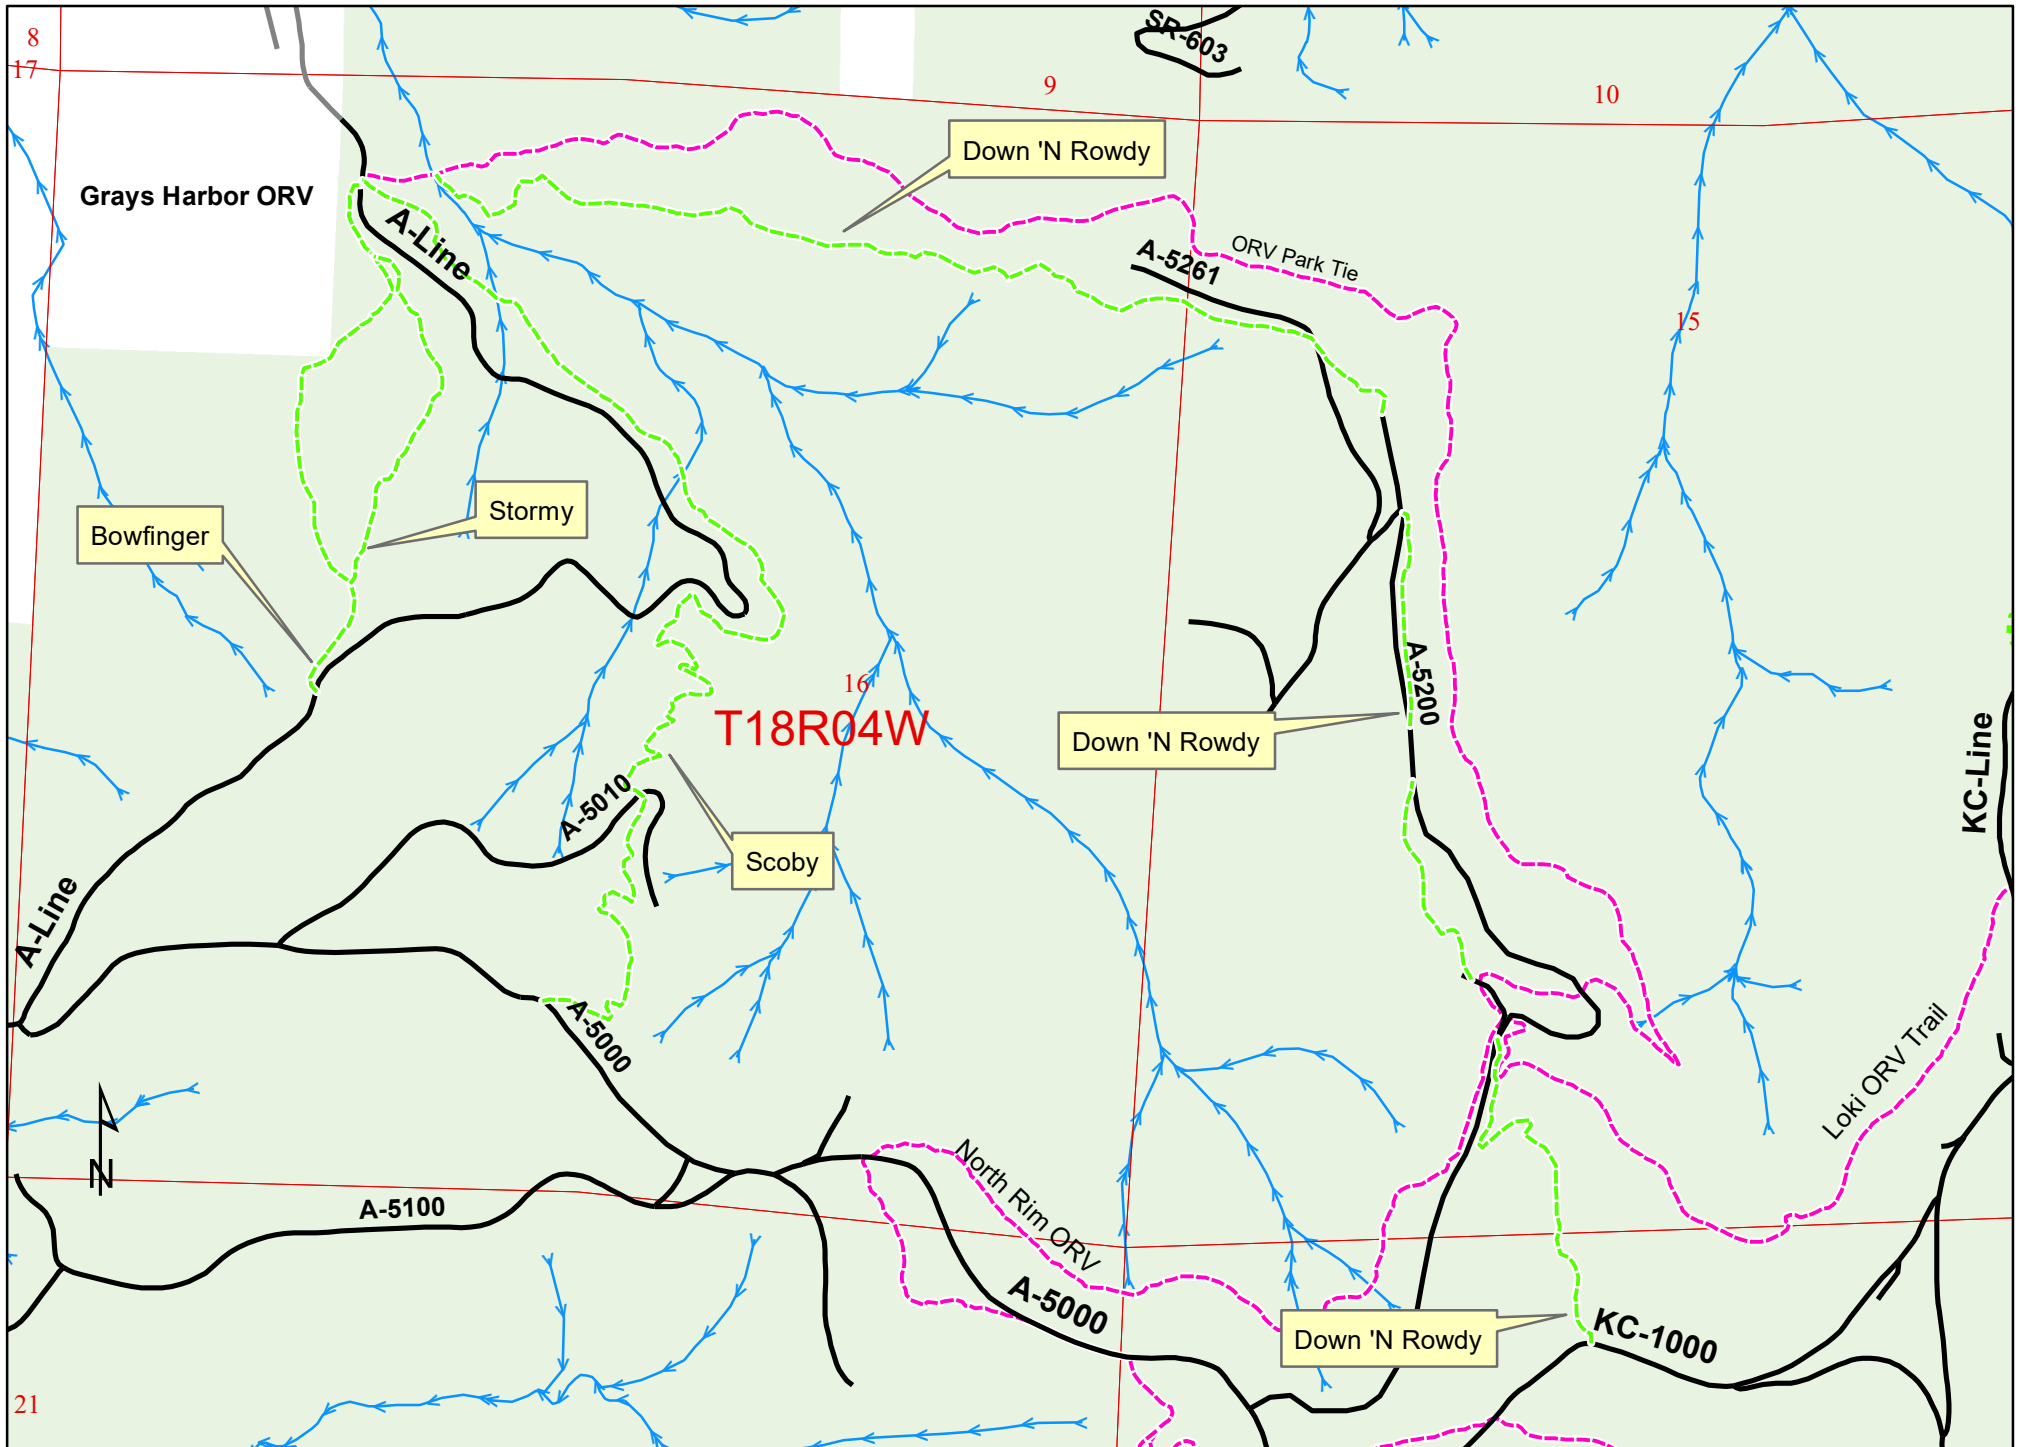 8
17
SR-603
9
10
Down 'N Rowdy
Grays Harbor ORV
A-Line
A-5261
ORV Park Tie
15
Bowfinger
Stormy
A-5200
16
T18R04W
Down 'N Rowdy
KC-Line
A-5010
Scoby
A-Line
A-5000
Loki ORV Trail
N
North Rim ORV
A-5100
A-5000
Down 'N Rowdy
KC-1000
21